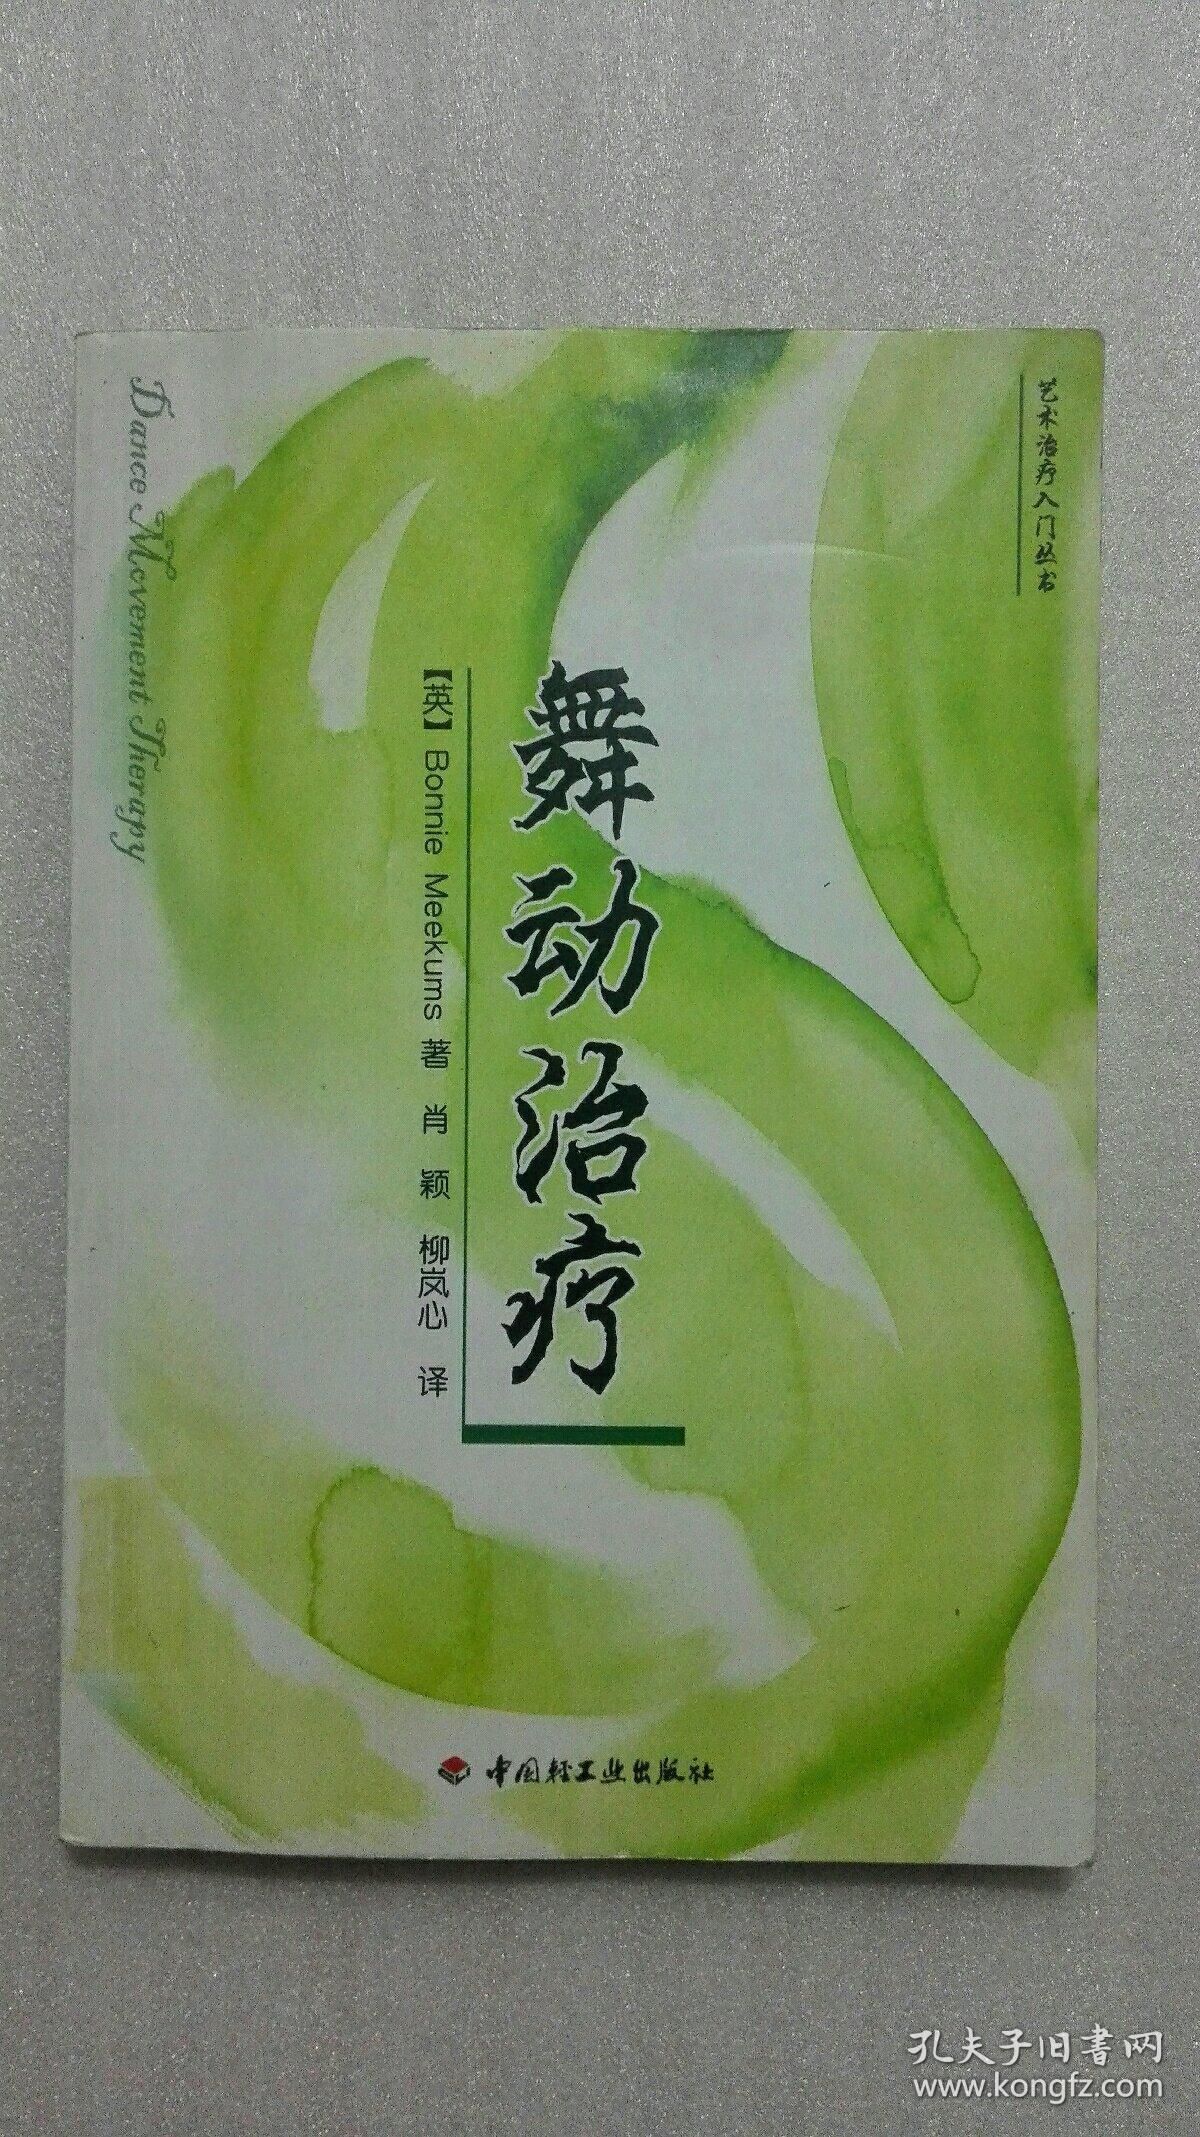 艺术治疗入门丛书
舞动治疗
【英】Bonnie Meekums 著 肖 颖 柳岚心 译
Dance Movement Therapy
中国轻工业出版社
孔夫子旧書网
www.kongfz.com